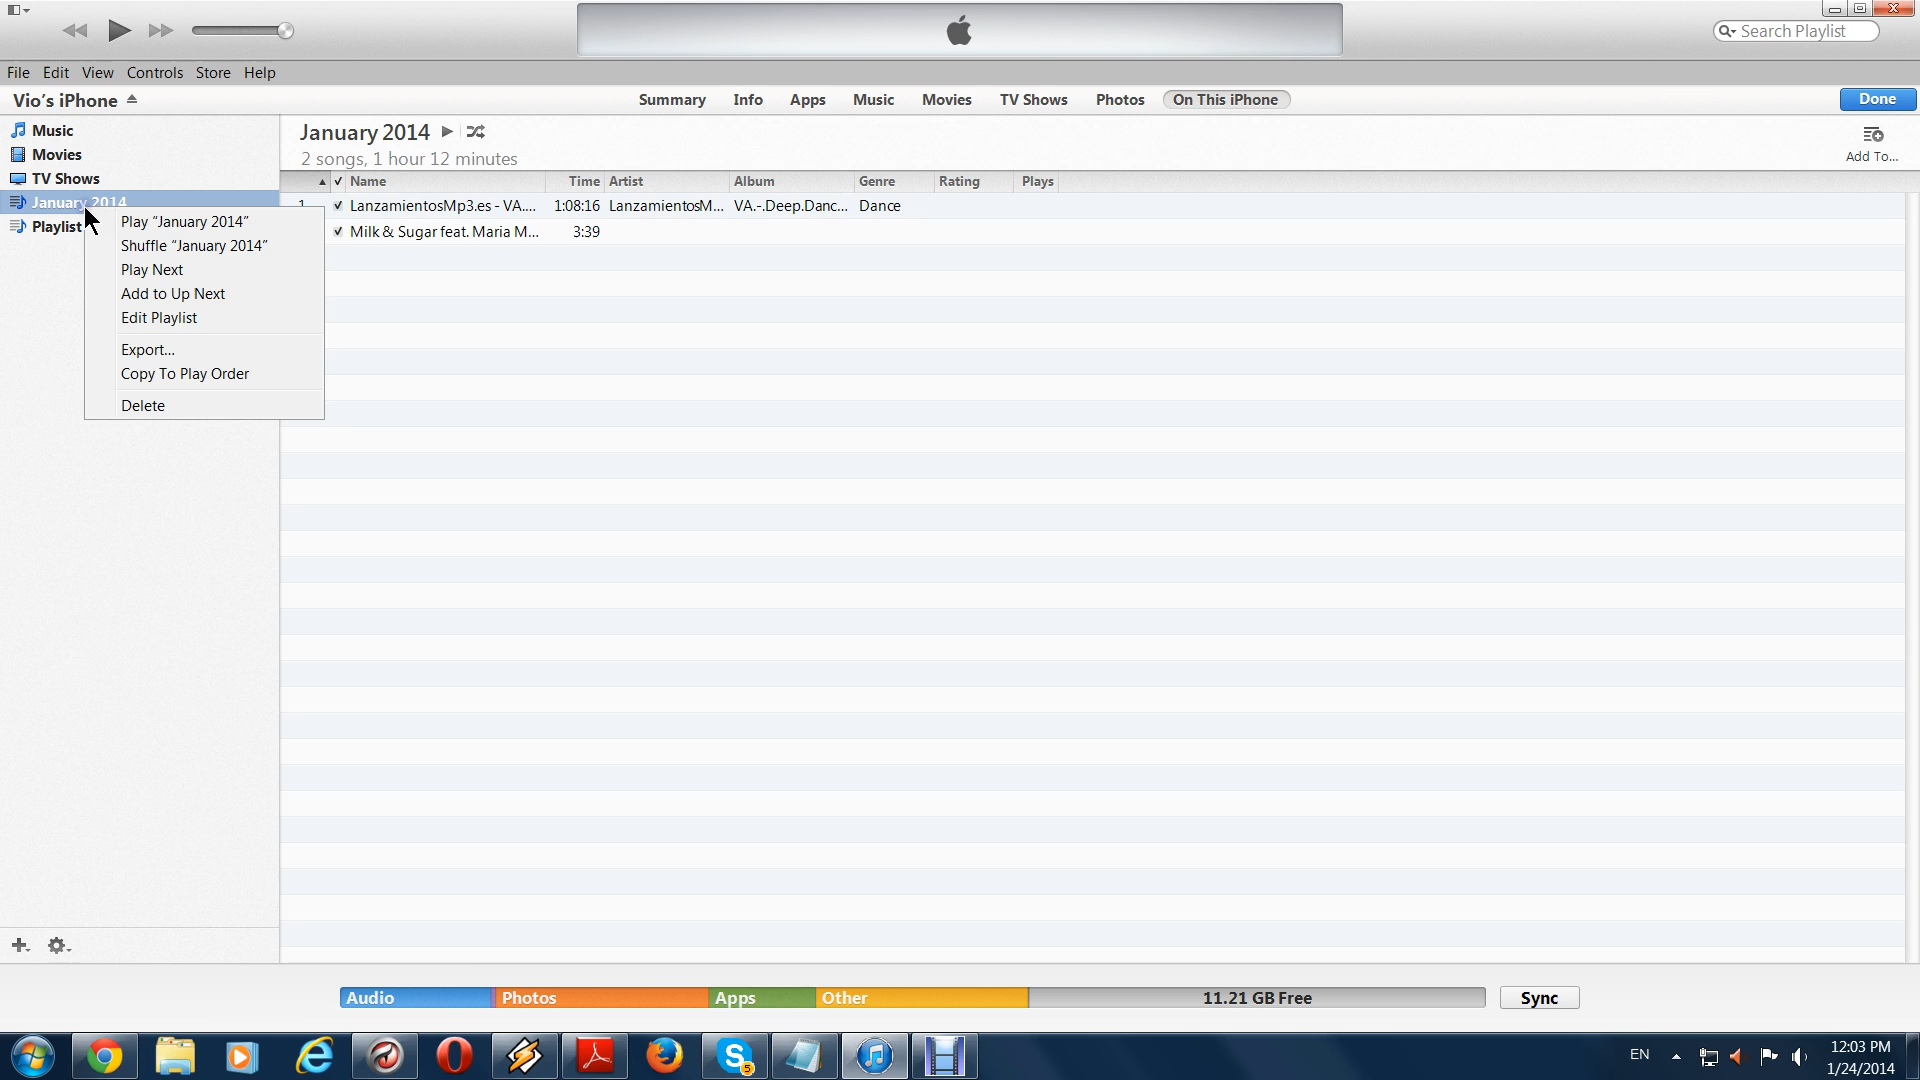 Search Playlist
File Edit View Controls Store Help
Vio's iPhone
Summary Info Apps Music Movies TV Shows Photos On This iPhone
Done
Music
Movies
TV Shows
January 2014
Playlist
Play “January 2014”
Shuffle “January 2014”
Play Next
Add to Up Next
Edit Playlist
Export...
Copy To Play Order
Delete
January 2014
2 songs, 1 hour 12 minutes
Add To...
Name Time Artist Album Genre Rating Plays
1 LanzamientosMp3.es - VA.... 1:08:16 LanzamientosM... VA.-.Deep.Danc... Dance
Milk & Sugar feat. Maria M... 3:39
Audio Photos Apps Other 11.21 GB Free
Sync
5
EN
12:03 PM
1/24/2014